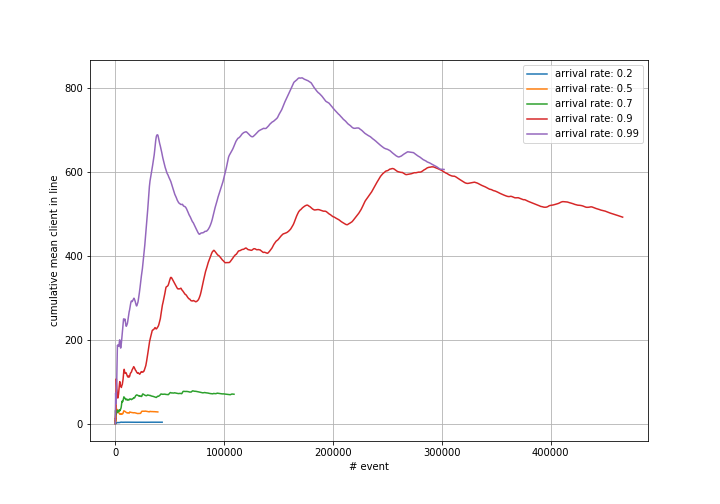 800
600
400
200
0
cumulative mean client in line
arrival rate: 0.2
arrival rate: 0.5
arrival rate: 0.7
arrival rate: 0.9
arrival rate: 0.99
0 100000 200000 300000 400000
# event